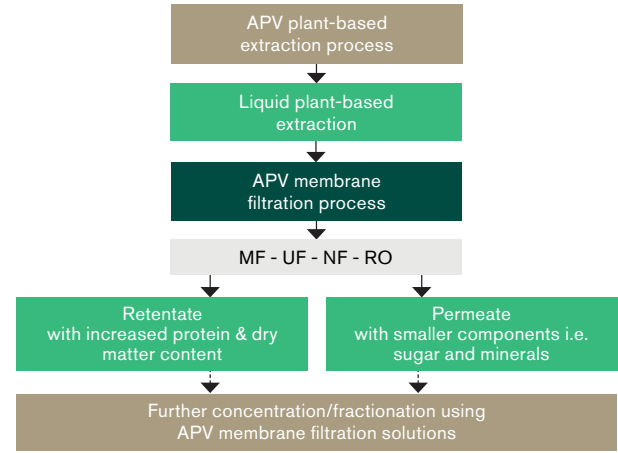 APV plant-based
extraction process
Liquid plant-based
extraction
APV membrane
filtration process
MF - UF - NF - RO
Retentate
with increased protein & dry
matter content
Permeate
with smaller components i.e.
sugar and minerals
Further concentration/fractionation using
APV membrane filtration solutions